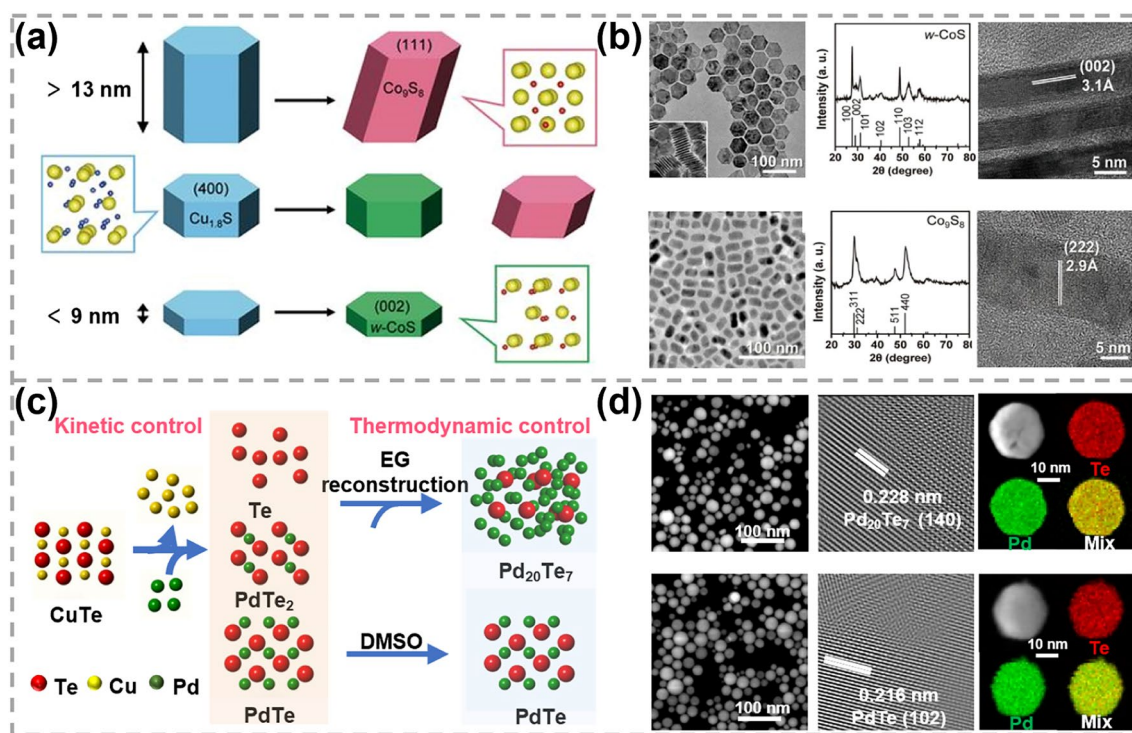 (a)
> 13 nm
(111)
Co₉S₈
(400)
Cu₁.₈S
< 9 nm
(002)
w-CoS
(b)
100 nm
w-CoS
Intensity (a. u.)
100
002
101
102
110
103
112
20 30 40 50 60 70 80
2θ (degree)
(002)
3.1Å
5 nm
100 nm
Co₉S₈
Intensity (a. u.)
311
222
511
440
20 30 40 50 60 70 80
2θ (degree)
(222)
2.9Å
5 nm
(c)
Kinetic control
Thermodynamic control
EG
reconstruction
Te
Pd₂₀Te₇
CuTe
PdTe₂
DMSO
Te Cu Pd
PdTe
PdTe
(d)
100 nm
0.228 nm
Pd₂₀Te₇ (140)
10 nm
Te
Pd
Mix
100 nm
0.216 nm
PdTe (102)
10 nm
Te
Pd
Mix